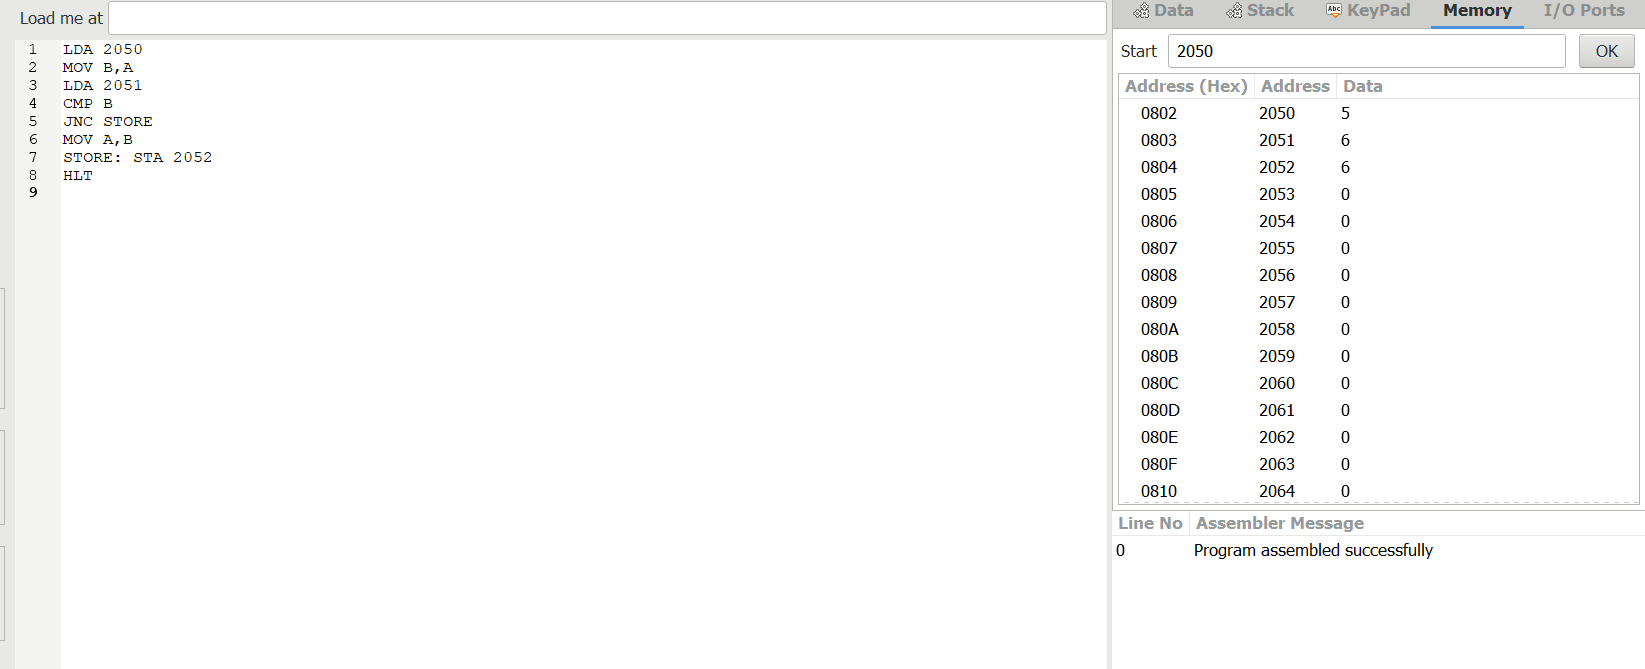 Load me at
1 LDA 2050
2 MOV B,A
3 LDA 2051
4 CMP B
5 JNC STORE
6 MOV A,B
7 STORE: STA 2052
8 HLT
9
Data Stack Abc KeyPad Memory I/O Ports
Start 2050 OK
Address (Hex) Address Data
0802 2050 5
0803 2051 6
0804 2052 6
0805 2053 0
0806 2054 0
0807 2055 0
0808 2056 0
0809 2057 0
080A 2058 0
080B 2059 0
080C 2060 0
080D 2061 0
080E 2062 0
080F 2063 0
0810 2064 0
Line No Assembler Message
0 Program assembled successfully